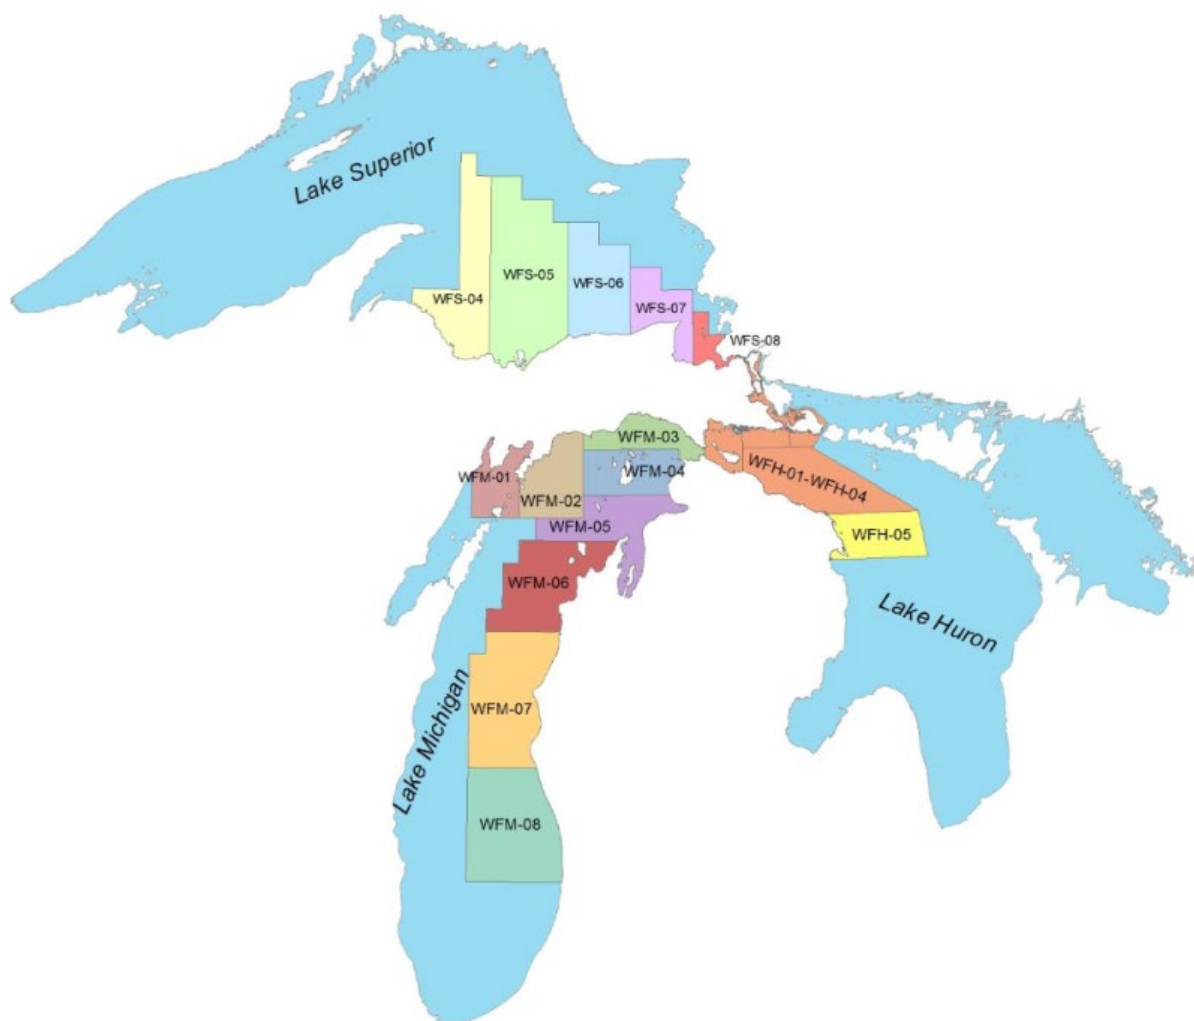 Lake Superior
WFS-04
WFS-05
WFS-06
WFS-07
WFS-08
WFM-01
WFM-02
WFM-03
WFM-04
WFM-05
WFM-06
WFM-07
WFM-08
Lake Michigan
WFH-01-WFH-04
WFH-05
Lake Huron